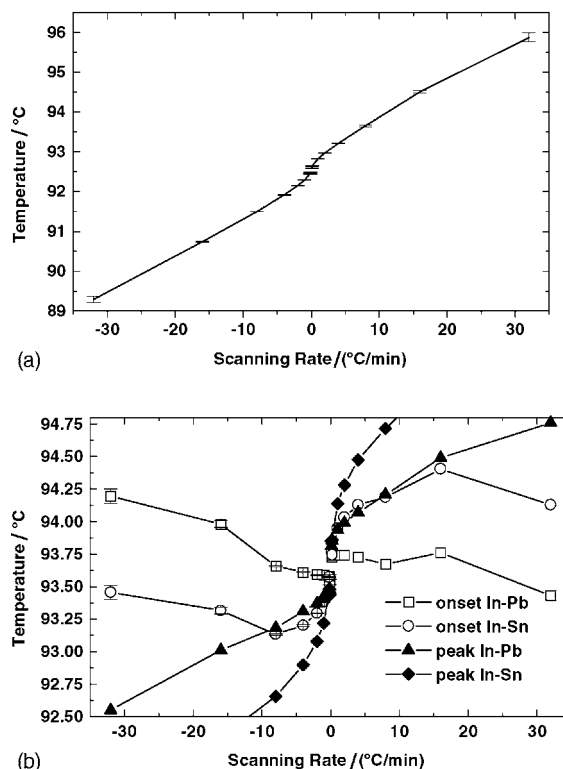 (a)
Temperature / °C
96
95
94
93
92
91
90
89
-30 -20 -10 0 10 20 30
Scanning Rate /(°C/min)
(b)
Temperature / °C
94.75
94.50
94.25
94.00
93.75
93.50
93.25
93.00
92.75
92.50
onset In-Pb
onset In-Sn
peak In-Pb
peak In-Sn
-30 -20 -10 0 10 20 30
Scanning Rate /(°C/min)